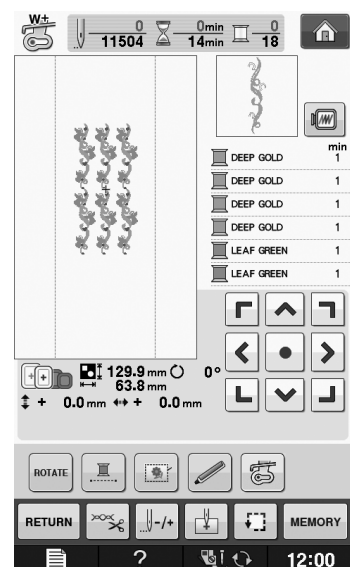 W+
0 0min 0
11504 14min 18
min
DEEP GOLD 1
DEEP GOLD 1
DEEP GOLD 1
DEEP GOLD 1
LEAF GREEN 1
LEAF GREEN 1
129.9 mm 0°
63.8 mm
+ 0.0 mm + 0.0 mm
ROTATE
RETURN -/+ MEMORY
? 12:00